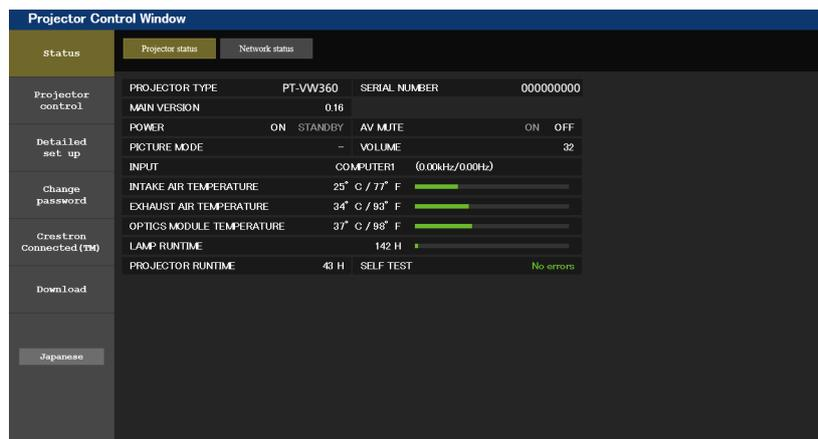 Projector Control Window
Status
Projector status Network status
Projector
control
Detailed
set up
Change
password
Crestron
Connected(TM)
Download
Japanese
PROJECTOR TYPE PT-VW360 SERIAL NUMBER 000000000
MAIN VERSION 0.16
POWER ON STANDBY AV MUTE ON OFF
PICTURE MODE – VOLUME 32
INPUT COMPUTER1 (0.00kHz/0.00Hz)
INTAKE AIR TEMPERATURE 25° C / 77° F
EXHAUST AIR TEMPERATURE 34° C / 93° F
OPTICS MODULE TEMPERATURE 37° C / 98° F
LAMP RUNTIME 142 H
PROJECTOR RUNTIME 43 H SELF TEST No errors